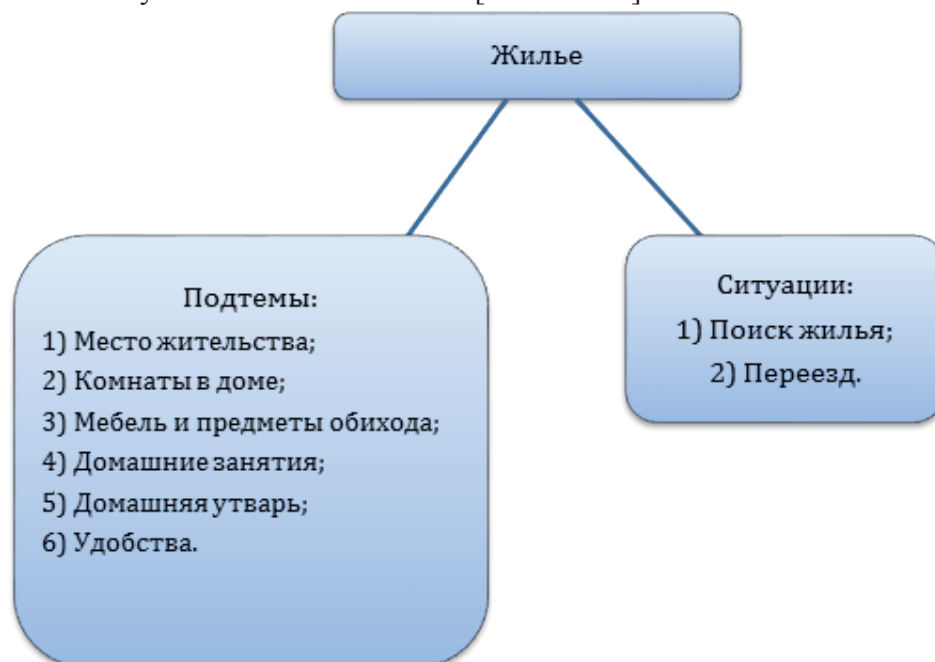 Жилье
Подтемы:
1) Место жительства;
2) Комнаты в доме;
3) Мебель и предметы обихода;
4) Домашние занятия;
5) Домашняя утварь;
6) Удобства.
Ситуации:
1) Поиск жилья;
2) Переезд.